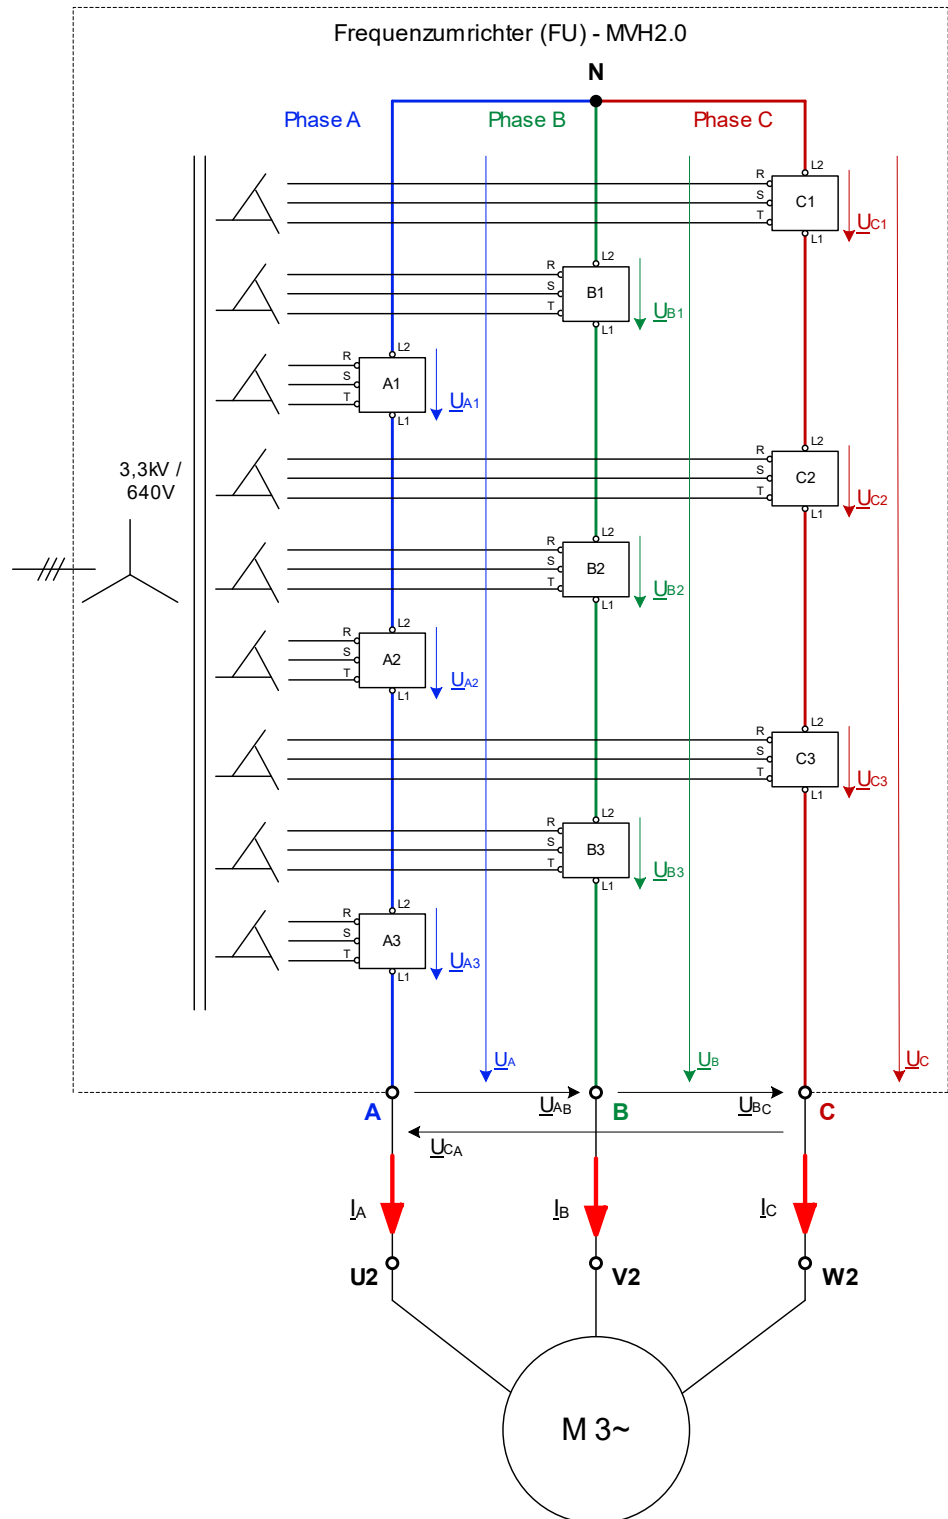 Frequenzumrichter (FU) - MVH2.0
N
Phase A
Phase B
Phase C
L2
R
S
T
C1
L1
UC1
L2
R
S
T
B1
L1
UB1
L2
R
S
T
A1
L1
UA1
3,3kV /
640V
L2
R
S
T
C2
L1
UC2
L2
R
S
T
B2
L1
UB2
L2
R
S
T
A2
L1
UA2
L2
R
S
T
C3
L1
UC3
L2
R
S
T
B3
L1
UB3
L2
R
S
T
A3
L1
UA3
UA
UB
UC
A
UAB
B
UBC
C
UCA
IA
IB
IC
U2
V2
W2
M 3~